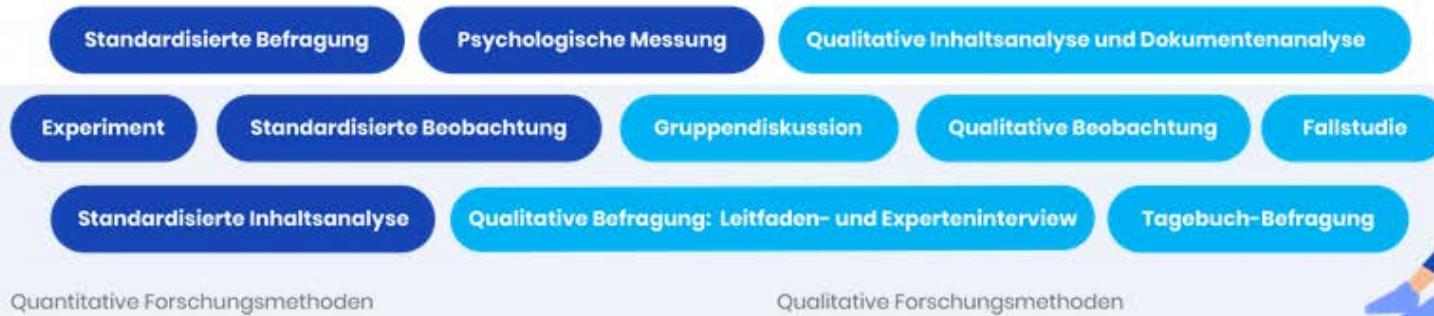 Standardisierte Befragung
Psychologische Messung
Qualitative Inhaltsanalyse und Dokumentenanalyse
Experiment
Standardisierte Beobachtung
Gruppendiskussion
Qualitative Beobachtung
Fallstudie
Standardisierte Inhaltsanalyse
Qualitative Befragung: Leitfaden- und Experteninterview
Tagebuch-Befragung
Quantitative Forschungsmethoden
Qualitative Forschungsmethoden